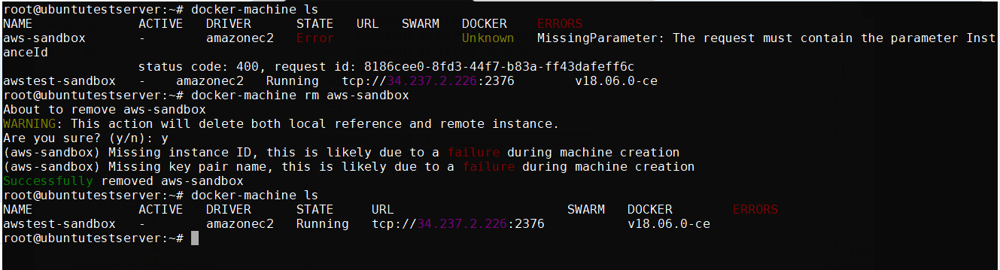 root@ubuntutestserver:~# docker-machine ls
NAME ACTIVE DRIVER STATE URL SWARM DOCKER ERRORS
aws-sandbox - amazonec2 Error Unknown MissingParameter: The request must contain the parameter Inst
anceId
status code: 400, request id: 8186cee0-8fd3-44f7-b83a-ff43dafeff6c
awstest-sandbox - amazonec2 Running tcp://34.237.2.226:2376 v18.06.0-ce
root@ubuntutestserver:~# docker-machine rm aws-sandbox
About to remove aws-sandbox
WARNING: This action will delete both local reference and remote instance.
Are you sure? (y/n): y
(aws-sandbox) Missing instance ID, this is likely due to a failure during machine creation
(aws-sandbox) Missing key pair name, this is likely due to a failure during machine creation
Successfully removed aws-sandbox
root@ubuntutestserver:~# docker-machine ls
NAME ACTIVE DRIVER STATE URL SWARM DOCKER ERRORS
awstest-sandbox - amazonec2 Running tcp://34.237.2.226:2376 v18.06.0-ce
root@ubuntutestserver:~#